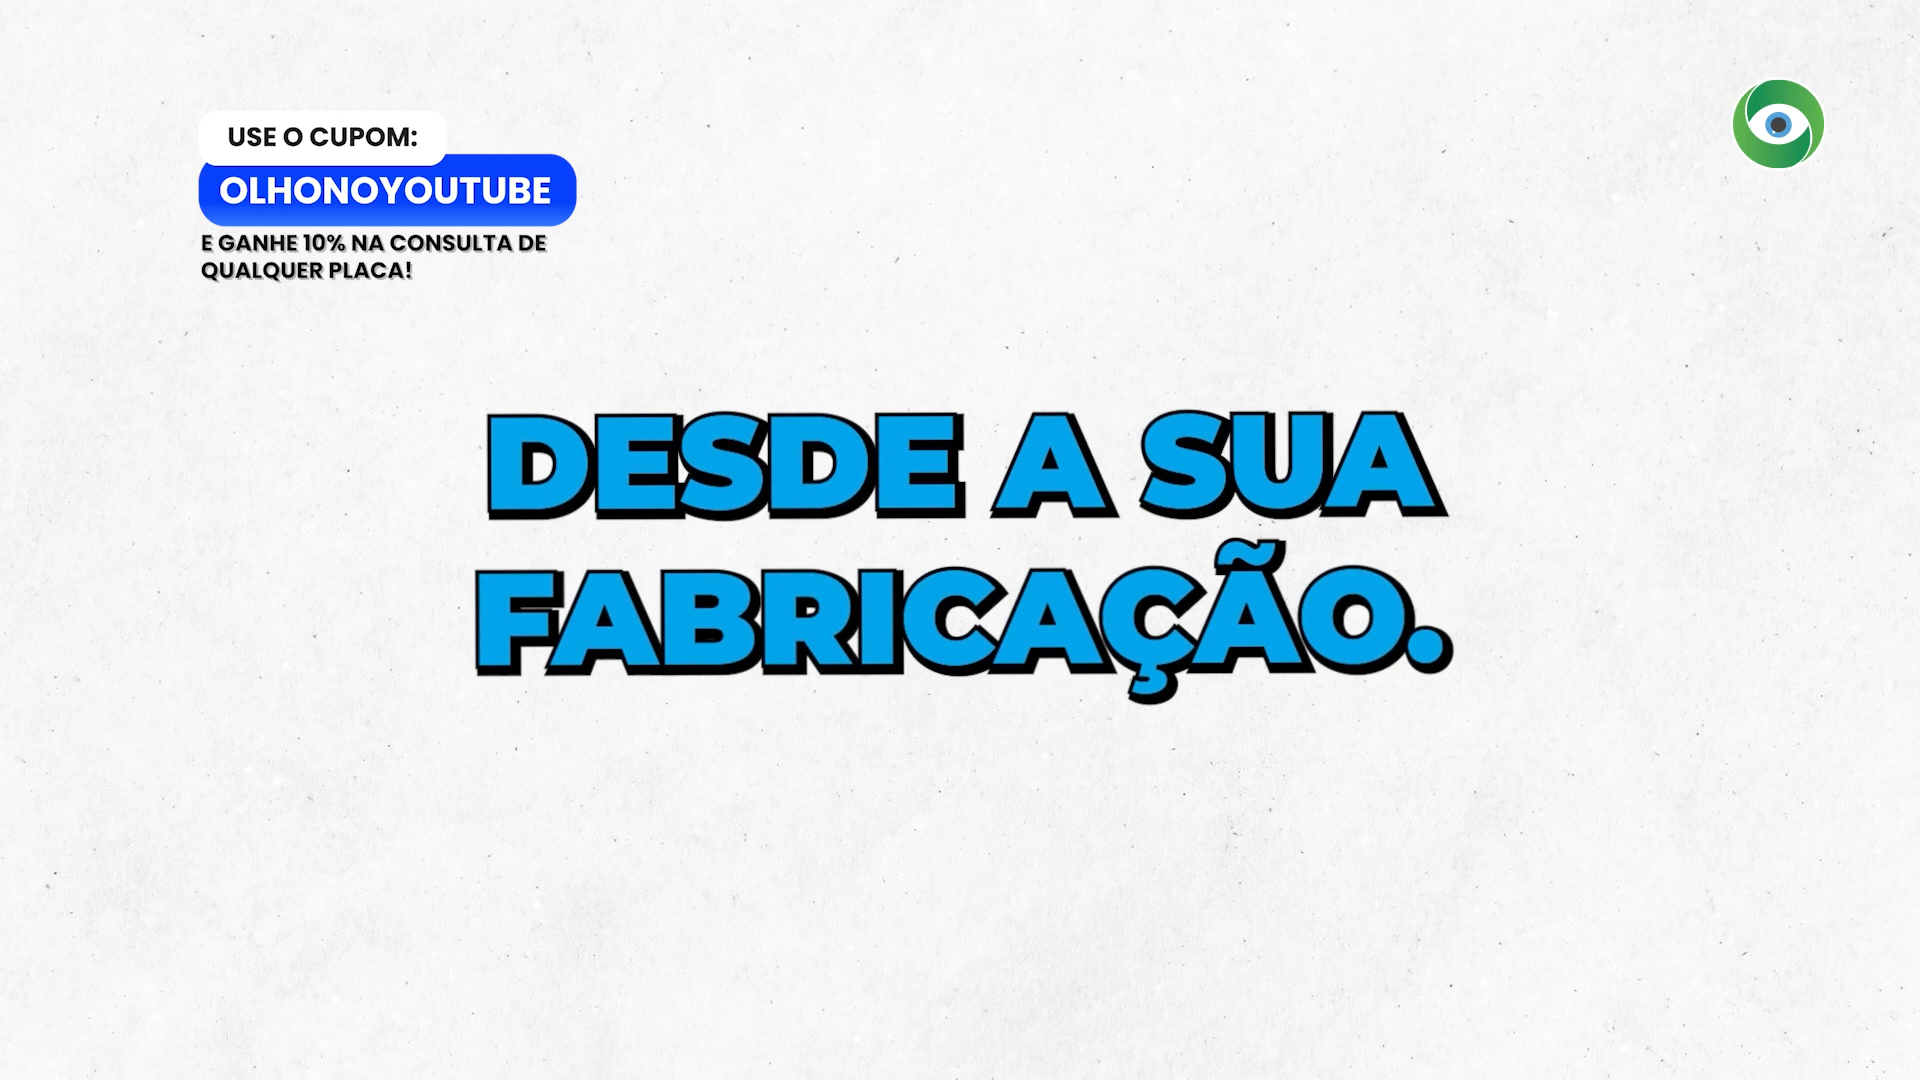 USE O CUPOM:
OLHONOYOUTUBE
E GANHE 10% NA CONSULTA DE
QUALQUER PLACA!
DESDE A SUA
FABRICAÇÃO.